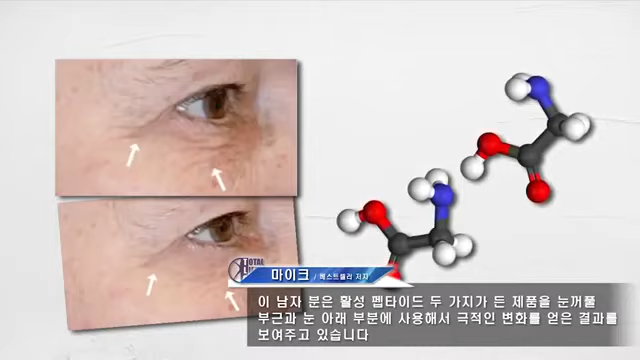 TOTAL
마이크 / 베스트셀러 저자
이 남자 분은 활성 펩타이드 두 가지가 든 제품을 눈꺼풀
부근과 눈 아래 부분에 사용해서 극적인 변화를 얻은 결과를
보여주고 있습니다